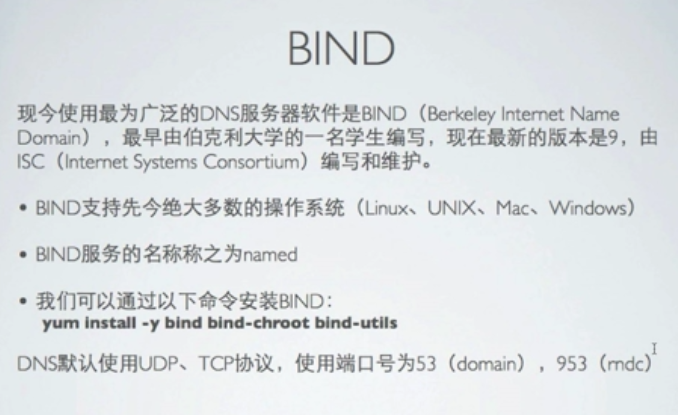 BIND
现今使用最为广泛的DNS服务器软件是BIND（Berkeley Internet Name
Domain），最早由伯克利大学的一名学生编写，现在最新的版本是9，由
ISC（Internet Systems Consortium）编写和维护。
• BIND支持先今绝大多数的操作系统（Linux、UNIX、Mac、Windows）
• BIND服务的名称称之为named
• 我们可以通过以下命令安装BIND：
yum install -y bind bind-chroot bind-utils
DNS默认使用UDP、TCP协议，使用端口号为53（domain），953（rndc）